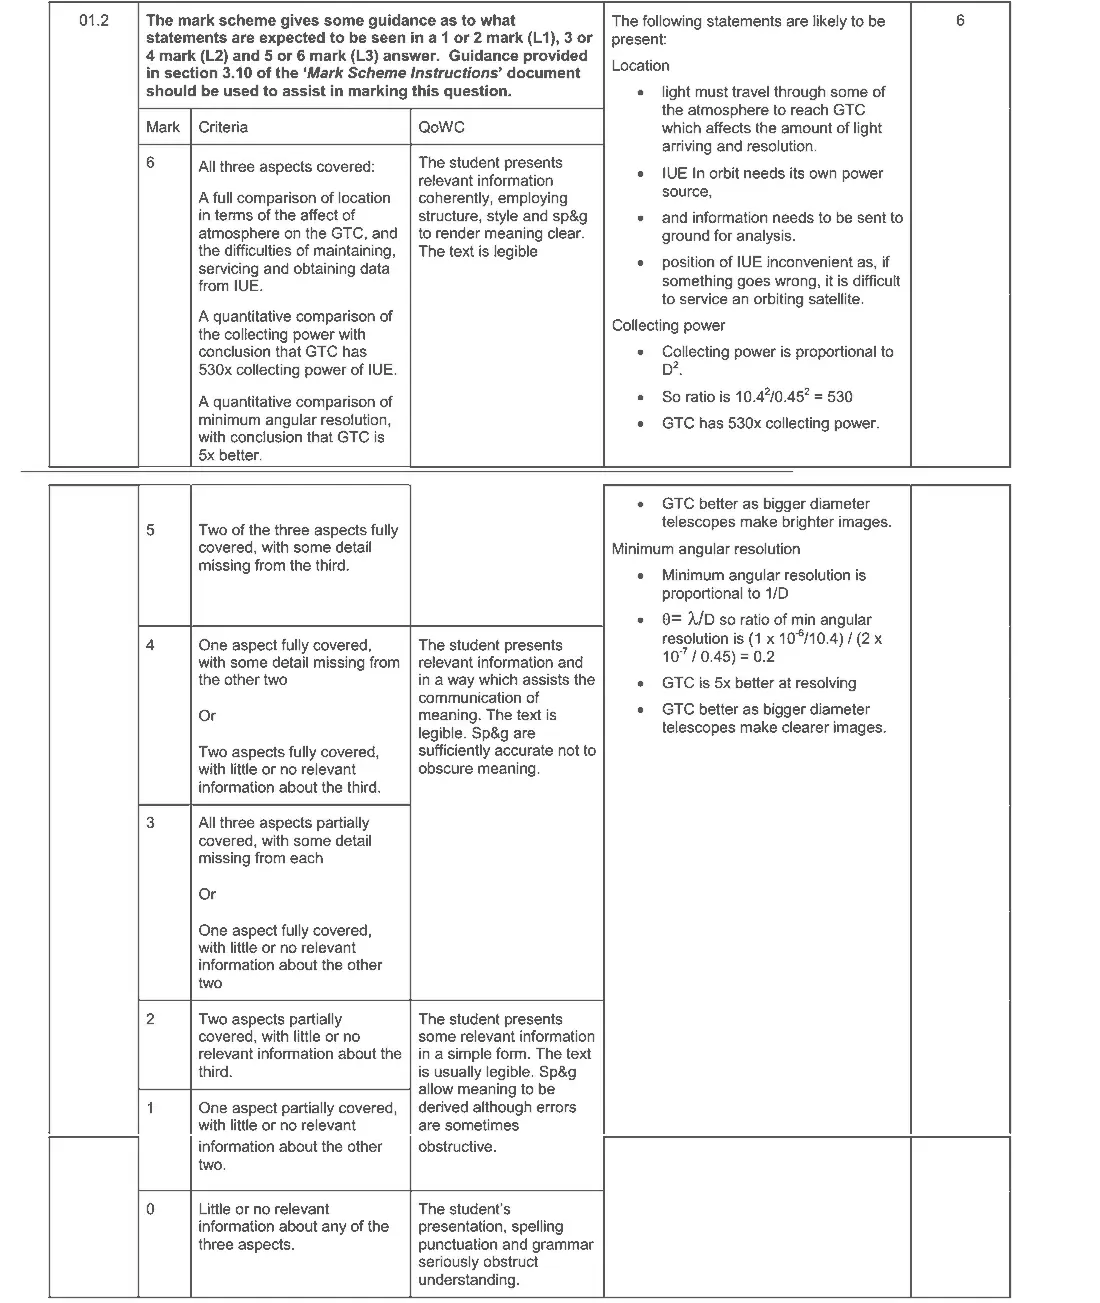 01.2
The mark scheme gives some guidance as to what
statements are expected to be seen in a 1 or 2 mark (L1), 3 or
4 mark (L2) and 5 or 6 mark (L3) answer. Guidance provided
in section 3.10 of the ‘Mark Scheme Instructions’ document
should be used to assist in marking this question.
Mark Criteria QoWC
6
All three aspects covered:
A full comparison of location
in terms of the affect of
atmosphere on the GTC, and
the difficulties of maintaining,
servicing and obtaining data
from IUE.
A quantitative comparison of
the collecting power with
conclusion that GTC has
530x collecting power of IUE.
A quantitative comparison of
minimum angular resolution,
with conclusion that GTC is
5x better.
The student presents
relevant information
coherently, employing
structure, style and sp&g
to render meaning clear.
The text is legible
The following statements are likely to be
present:
Location
• light must travel through some of
the atmosphere to reach GTC
which affects the amount of light
arriving and resolution.
• IUE In orbit needs its own power
source,
• and information needs to be sent to
ground for analysis.
• position of IUE inconvenient as, if
something goes wrong, it is difficult
to service an orbiting satellite.
Collecting power
• Collecting power is proportional to
D².
• So ratio is 10.4²/0.45² = 530
• GTC has 530x collecting power.
6
5
Two of the three aspects fully
covered, with some detail
missing from the third.
• GTC better as bigger diameter
telescopes make brighter images.
Minimum angular resolution
• Minimum angular resolution is
proportional to 1/D
• θ= λ/D so ratio of min angular
resolution is (1 x 10⁻⁶/10.4) / (2 x
10⁻⁷ / 0.45) = 0.2
• GTC is 5x better at resolving
• GTC better as bigger diameter
telescopes make clearer images.
4
One aspect fully covered,
with some detail missing from
the other two
Or
Two aspects fully covered,
with little or no relevant
information about the third.
The student presents
relevant information and
in a way which assists the
communication of
meaning. The text is
legible. Sp&g are
sufficiently accurate not to
obscure meaning.
3
All three aspects partially
covered, with some detail
missing from each
Or
One aspect fully covered,
with little or no relevant
information about the other
two
2
Two aspects partially
covered, with little or no
relevant information about the
third.
The student presents
some relevant information
in a simple form. The text
is usually legible. Sp&g
allow meaning to be
derived although errors
are sometimes
obstructive.
1
One aspect partially covered,
with little or no relevant
information about the other
two.
0
Little or no relevant
information about any of the
three aspects.
The student’s
presentation, spelling
punctuation and grammar
seriously obstruct
understanding.